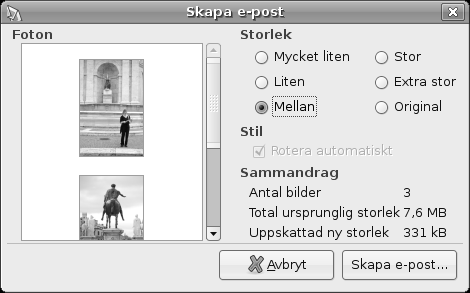 Skapa e-post
Foton
Storlek
Mycket liten
Stor
Liten
Extra stor
Mellan
Original
Stil
Rotera automatiskt
Sammandrag
Antal bilder 3
Total ursprunglig storlek 7,6 MB
Uppskattad ny storlek 331 kB
Avbryt
Skapa e-post...